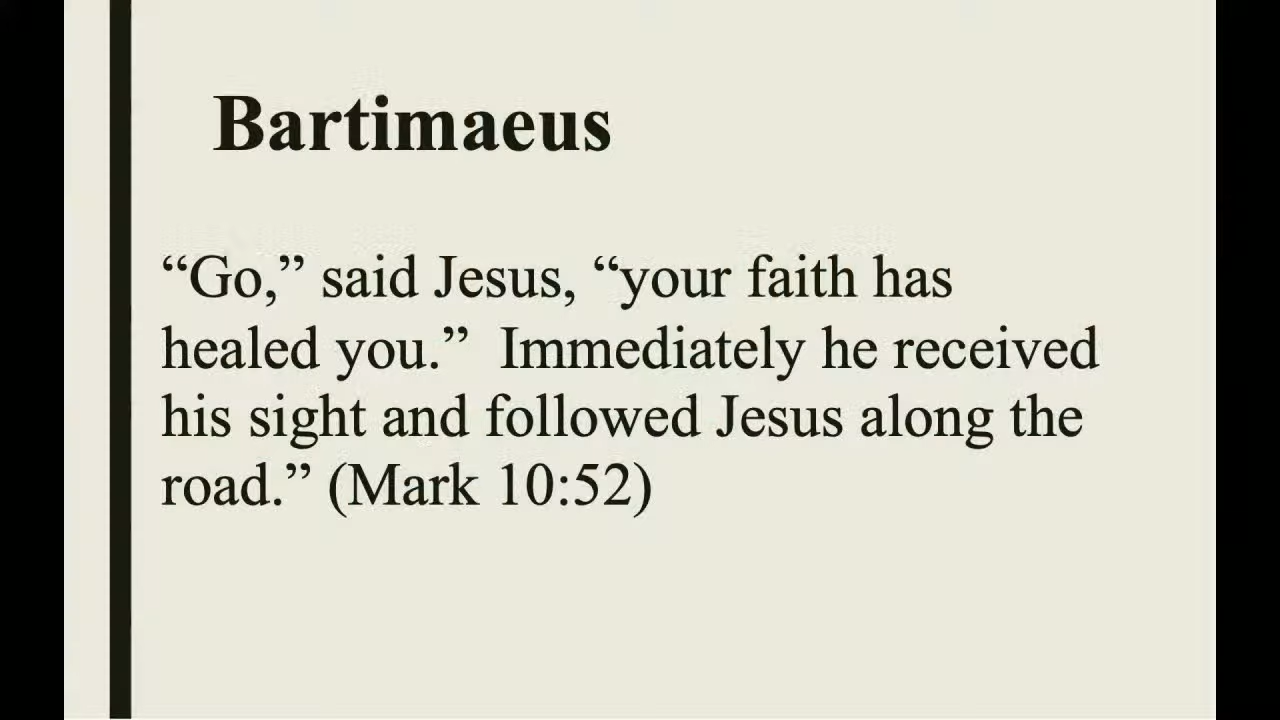 Bartimaeus
“Go,” said Jesus, “your faith has
healed you.”  Immediately he received
his sight and followed Jesus along the
road.” (Mark 10:52)